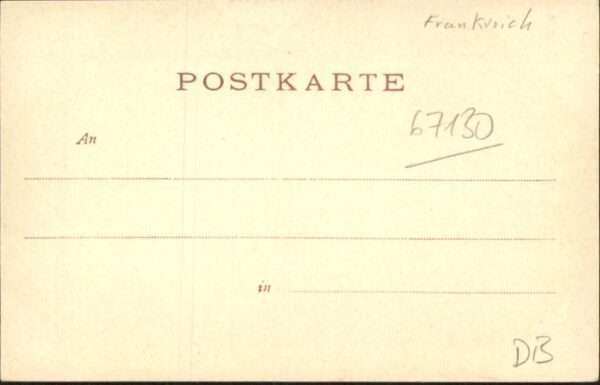 Frankreich
POSTKARTE
67130
An
in
DB